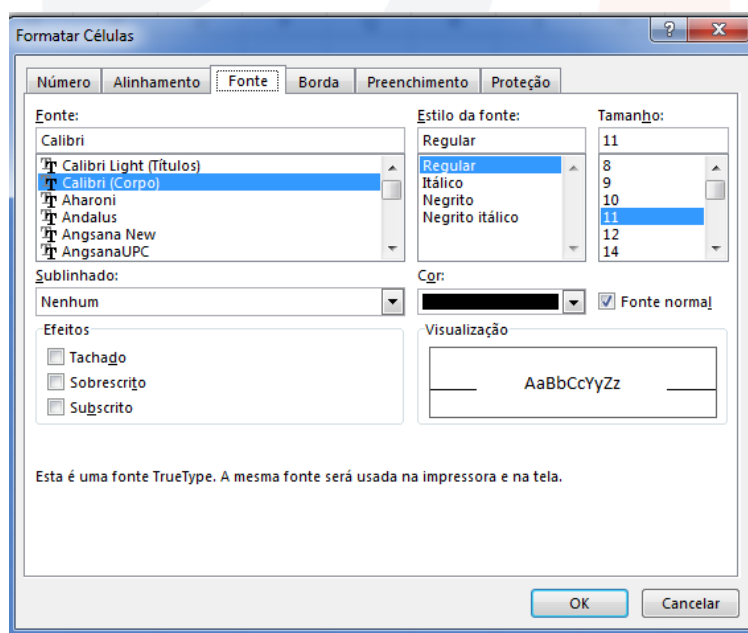 Formatar Células
Número Alinhamento Fonte Borda Preenchimento Proteção
Fonte: Estilo da fonte: Tamanho:
Calibri Regular 11
Calibri Light (Títulos) Regular 8
Calibri (Corpo) Itálico 9
Aharoni Negrito 10
Andalus Negrito itálico 11
Angsana New 12
AngsanaUPC 14
Sublinhado: Cor:
Nenhum Fonte normal
Efeitos Visualização
Tachado
Sobrescrito AaBbCcYyZz
Subscrito
Esta é uma fonte TrueType. A mesma fonte será usada na impressora e na tela.
OK Cancelar